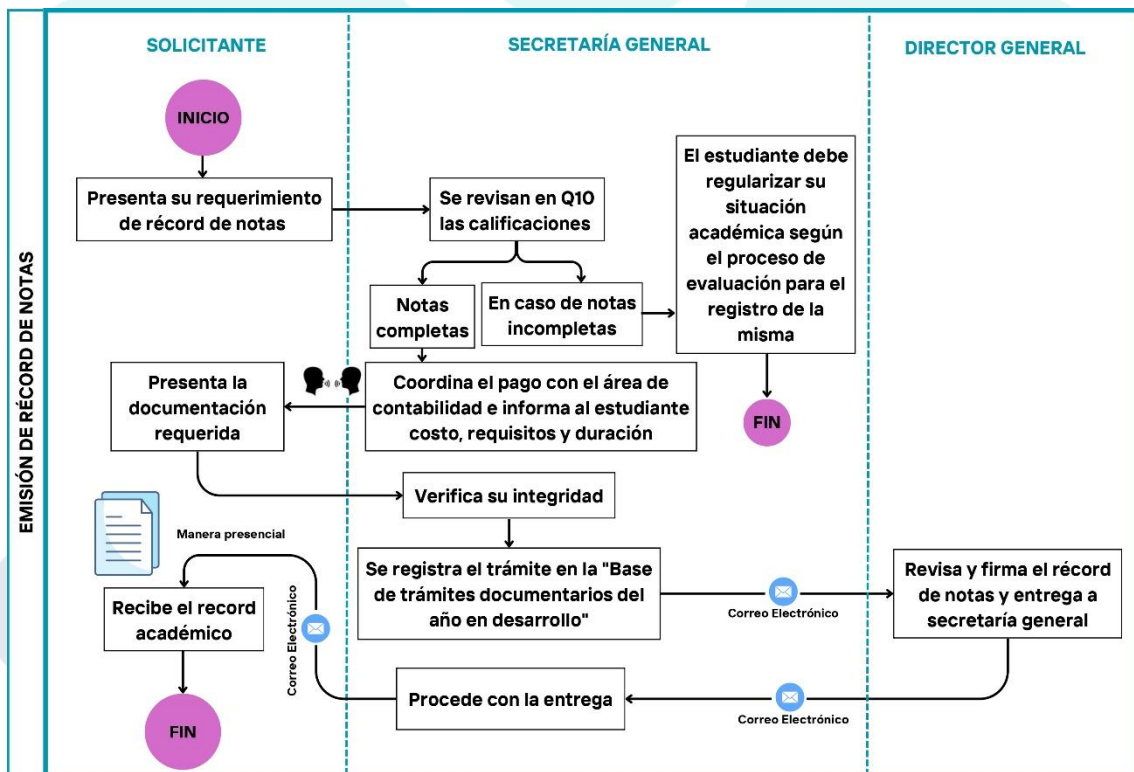 EMISIÓN DE RÉCORD DE NOTAS
SOLICITANTE
SECRETARÍA GENERAL
DIRECTOR GENERAL
INICIO
Presenta su requerimiento
de récord de notas
Se revisan en Q10
las calificaciones
El estudiante debe
regularizar su
situación
académica según
el proceso de
evaluación para el
registro de la
misma
Notas
completas
En caso de notas
incompletas
FIN
Coordina el pago con el área de
contabilidad e informa al estudiante
costo, requisitos y duración
Presenta la
documentación
requerida
Verifica su integridad
Se registra el trámite en la "Base
de trámites documentarios del
año en desarrollo"
Correo Electrónico
Revisa y firma el récord
de notas y entrega a
secretaría general
Correo Electrónico
Procede con la entrega
Correo Electrónico
Manera presencial
Recibe el record
académico
FIN